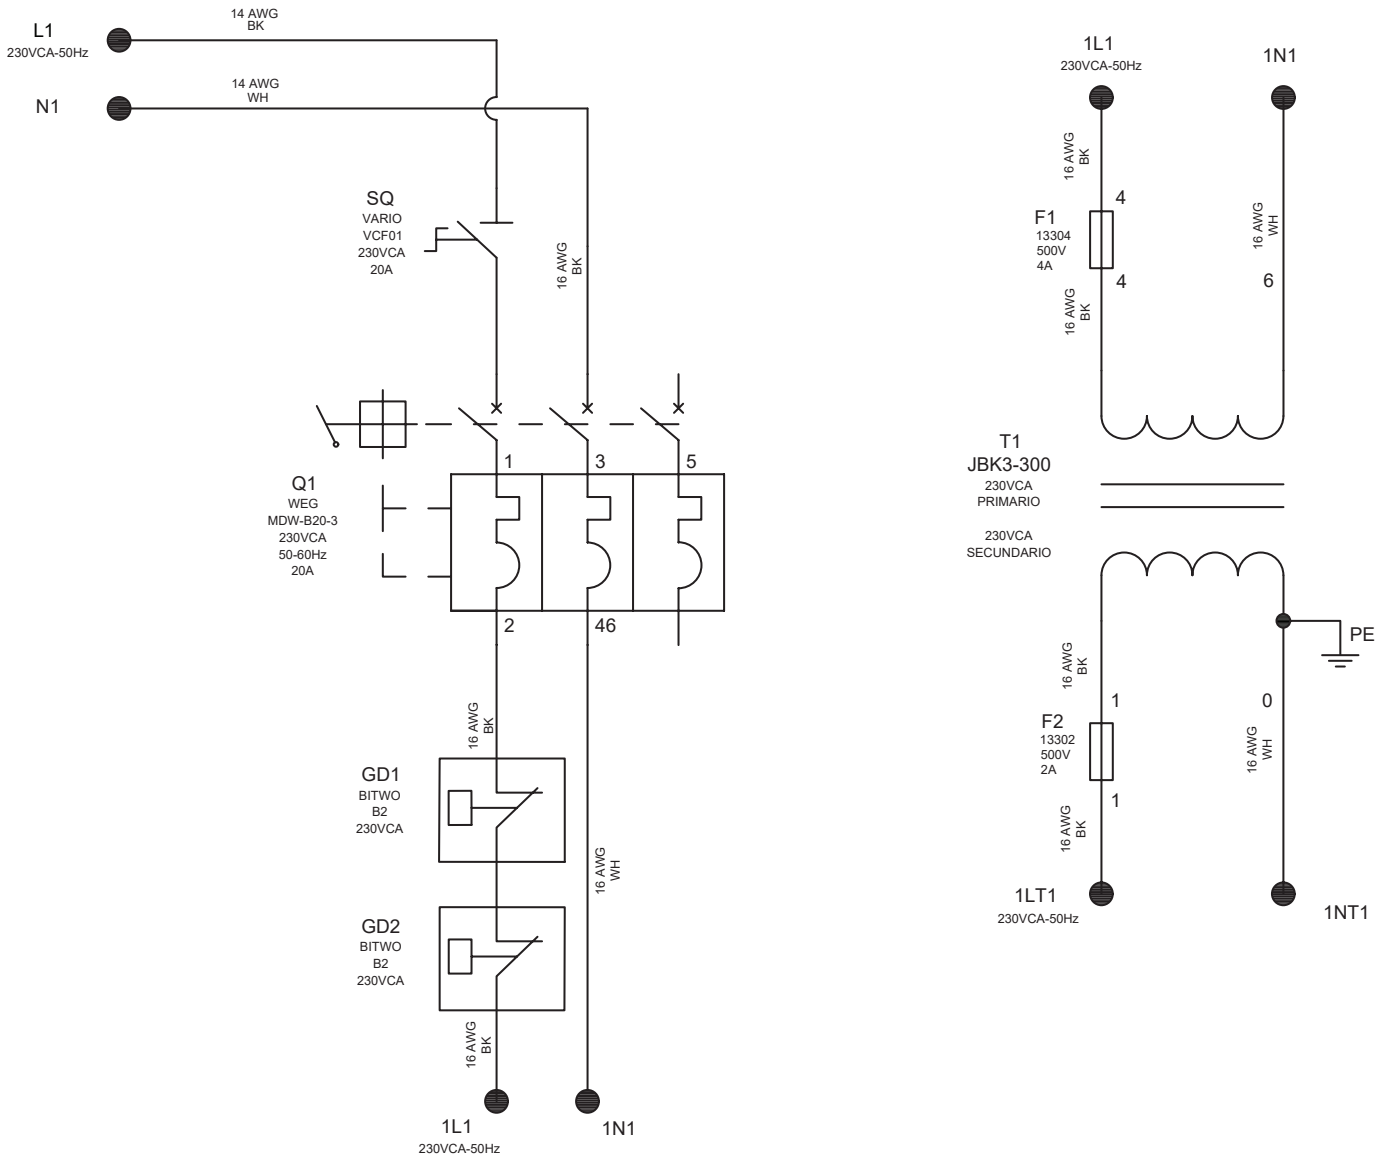 L1
230VCA-50Hz
14 AWG
BK
N1
14 AWG
WH
SQ
VARIO
VCF01
230VCA
20A
16 AWG
BK
1
3
5
Q1
WEG
MDW-B20-3
230VCA
50-60Hz
20A
2
46
16 AWG
BK
GD1
BITWO
B2
230VCA
16 AWG
WH
GD2
BITWO
B2
230VCA
16 AWG
BK
1L1
230VCA-50Hz
1N1
1L1
230VCA-50Hz
1N1
16 AWG
BK
4
F1
13304
500V
4A
4
16 AWG
WH
6
16 AWG
BK
T1
JBK3-300
230VCA
PRIMARIO
230VCA
SECUNDARIO
PE
16 AWG
BK
1
0
F2
13302
500V
2A
1
16 AWG
WH
16 AWG
BK
1LT1
230VCA-50Hz
1NT1